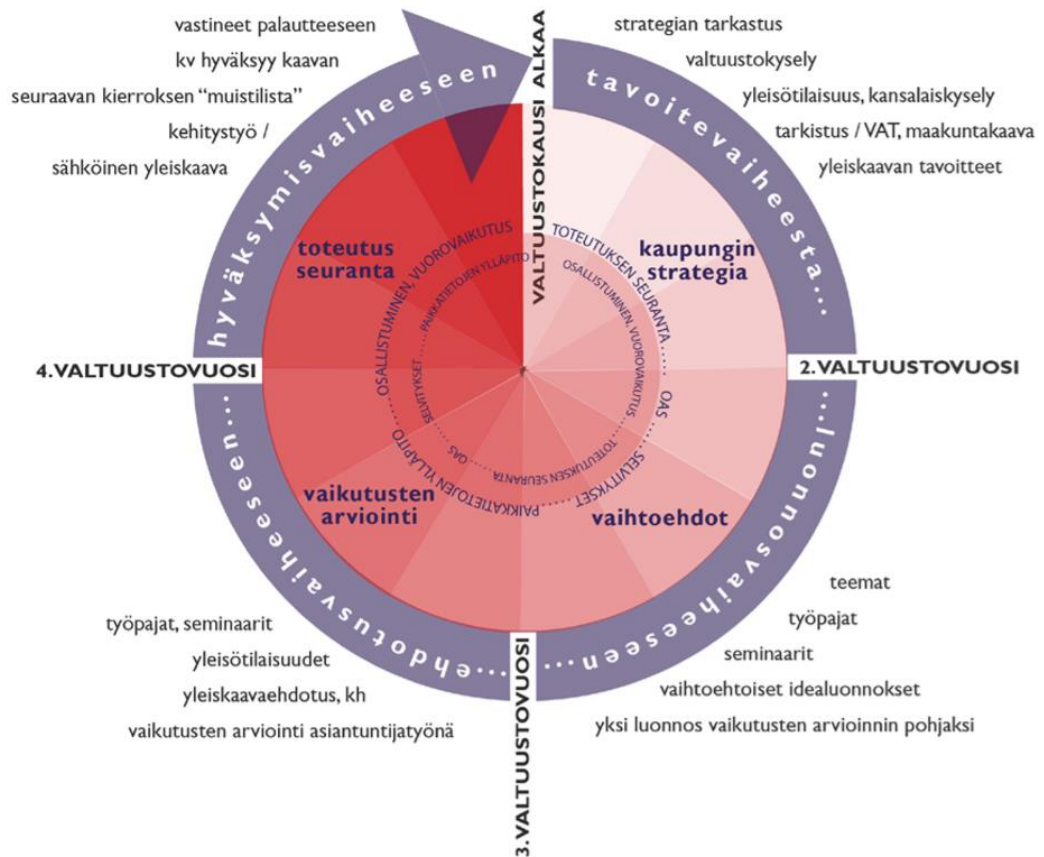 vastineet palautteeseen
kv hyväksyy kaavan
seuraavan kierroksen “muistilista”
kehitystyö /
sähköinen yleiskaava
VALTUUSTOKAUSI ALKAA
strategian tarkastus
valtuustokysely
yleisötilaisuus, kansalaiskysely
tarkistus / VAT, maakuntakaava
yleiskaavan tavoitteet
tavoitevaiheesta...
...luonnosvaiheeseen...
...ehdotusvaiheeseen...
hyväksymisvaiheeseen
toteutus
seuranta
kaupungin
strategia
OSALLISTUMINEN, VUOROVAIKUTUS
TOTEUTUKSEN SEURANTA ...... OAS ...... SELVITYKSET ...... PAIKKATIETOJEN YLLÄPITO ......
PAIKKATIETOJEN YLLÄPITO
OSALLISTUMINEN, VUOROVAIKUTUS ...... TOTEUTUKSEN SEURANTA ...... OAS ...... SELVITYKSET ......
4.VALTUUSTOVUOSI
2.VALTUUSTOVUOSI
vaikutusten
arviointi
vaihtoehdot
3.VALTUUSTOVUOSI
työpajat, seminaarit
yleisötilaisuudet
yleiskaavaehdotus, kh
vaikutusten arviointi asiantuntijatyönä
teemat
työpajat
seminaarit
vaihtoehtoiset idealuonnokset
yksi luonnos vaikutusten arvioinnin pohjaksi